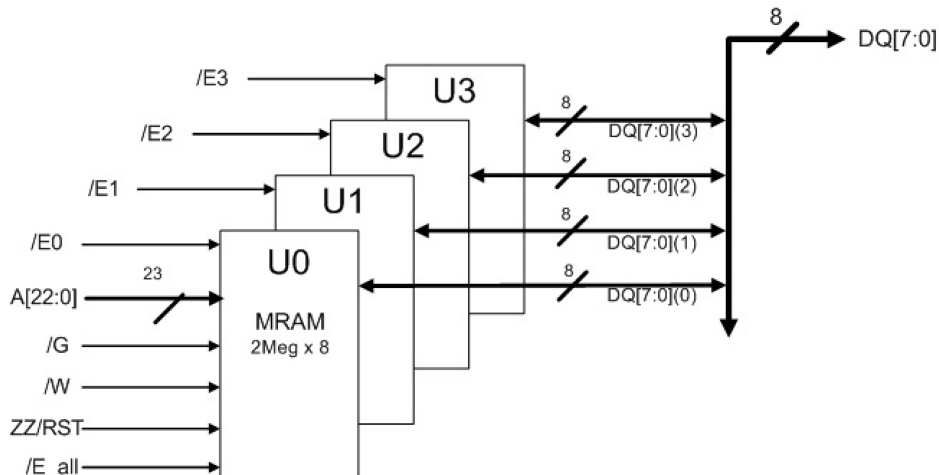 8
DQ[7:0]
/E3
U3
8
DQ[7:0](3)
/E2
U2
8
DQ[7:0](2)
/E1
U1
8
DQ[7:0](1)
/E0
U0
8
DQ[7:0](0)
23
A[22:0]
MRAM
2Meg x 8
/G
/W
ZZ/RST
/E_all